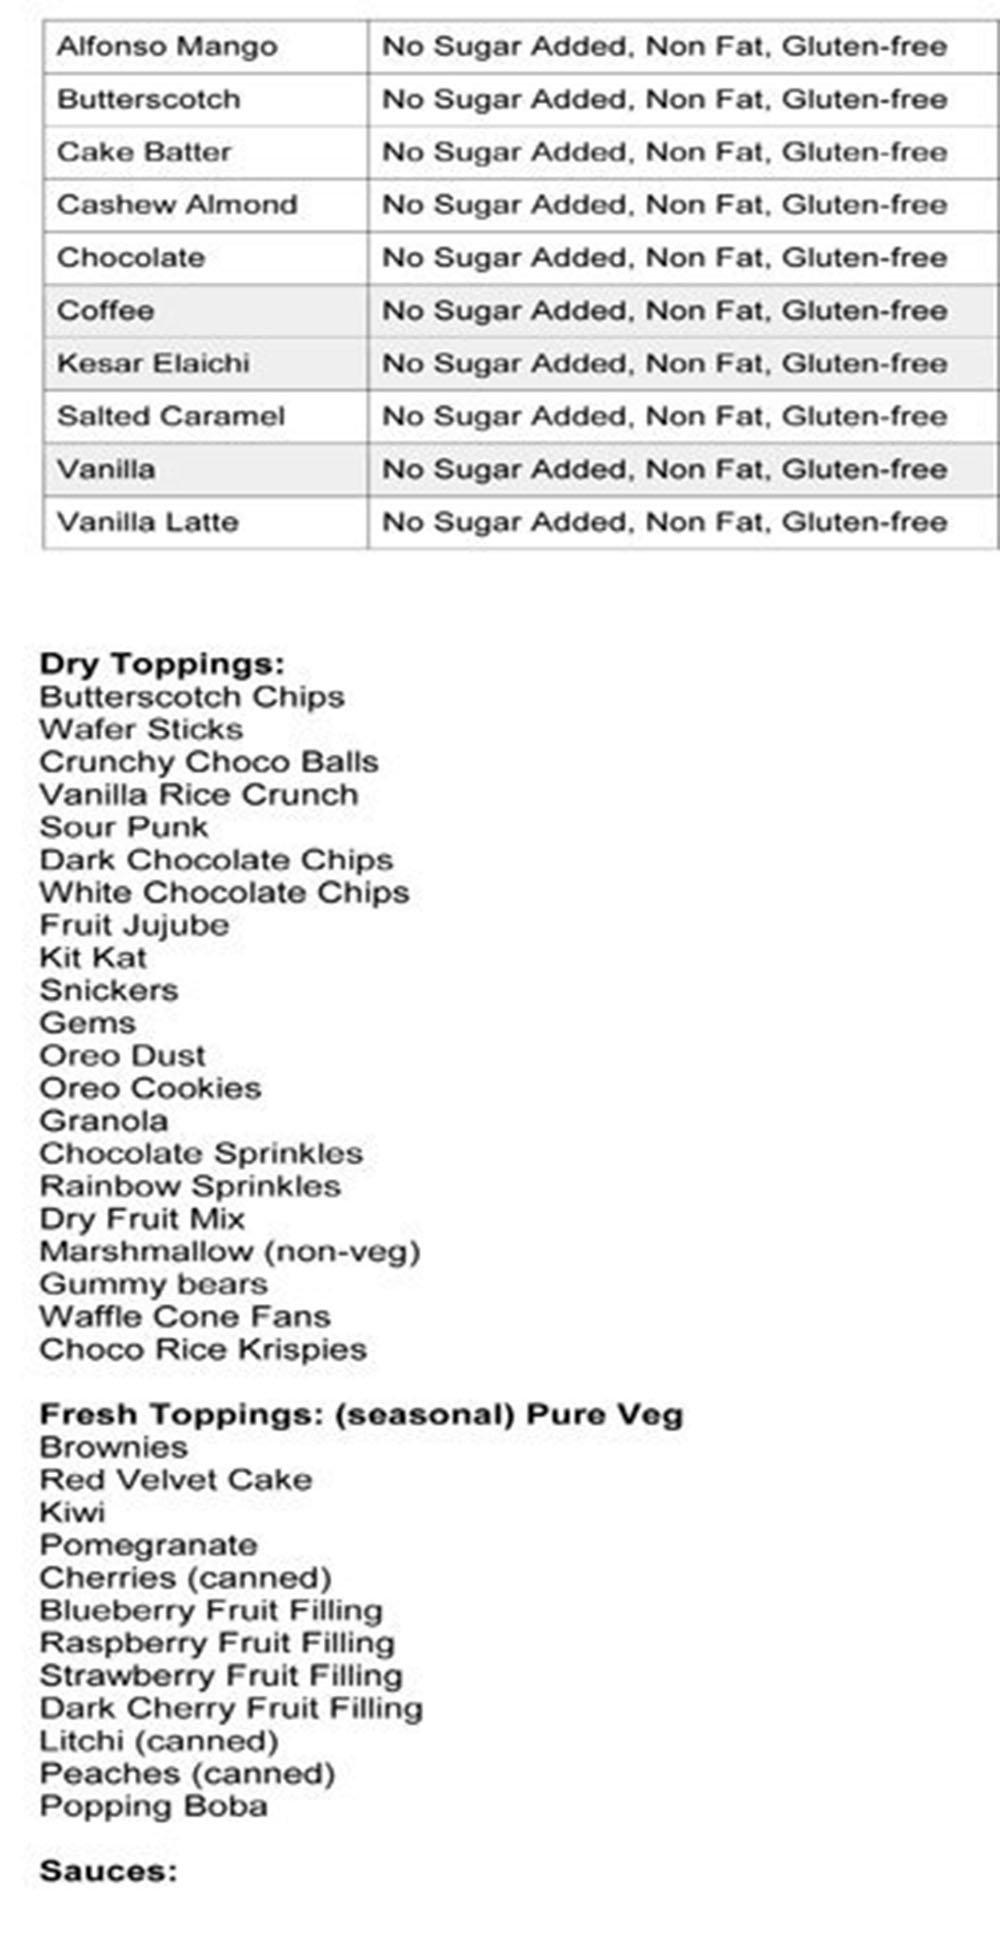 Alfonso Mango No Sugar Added, Non Fat, Gluten-free
Butterscotch No Sugar Added, Non Fat, Gluten-free
Cake Batter No Sugar Added, Non Fat, Gluten-free
Cashew Almond No Sugar Added, Non Fat, Gluten-free
Chocolate No Sugar Added, Non Fat, Gluten-free
Coffee No Sugar Added, Non Fat, Gluten-free
Kesar Elaichi No Sugar Added, Non Fat, Gluten-free
Salted Caramel No Sugar Added, Non Fat, Gluten-free
Vanilla No Sugar Added, Non Fat, Gluten-free
Vanilla Latte No Sugar Added, Non Fat, Gluten-free
Dry Toppings:
Butterscotch Chips
Wafer Sticks
Crunchy Choco Balls
Vanilla Rice Crunch
Sour Punk
Dark Chocolate Chips
White Chocolate Chips
Fruit Jujube
Kit Kat
Snickers
Gems
Oreo Dust
Oreo Cookies
Granola
Chocolate Sprinkles
Rainbow Sprinkles
Dry Fruit Mix
Marshmallow (non-veg)
Gummy bears
Waffle Cone Fans
Choco Rice Krispies
Fresh Toppings: (seasonal) Pure Veg
Brownies
Red Velvet Cake
Kiwi
Pomegranate
Cherries (canned)
Blueberry Fruit Filling
Raspberry Fruit Filling
Strawberry Fruit Filling
Dark Cherry Fruit Filling
Litchi (canned)
Peaches (canned)
Popping Boba
Sauces: